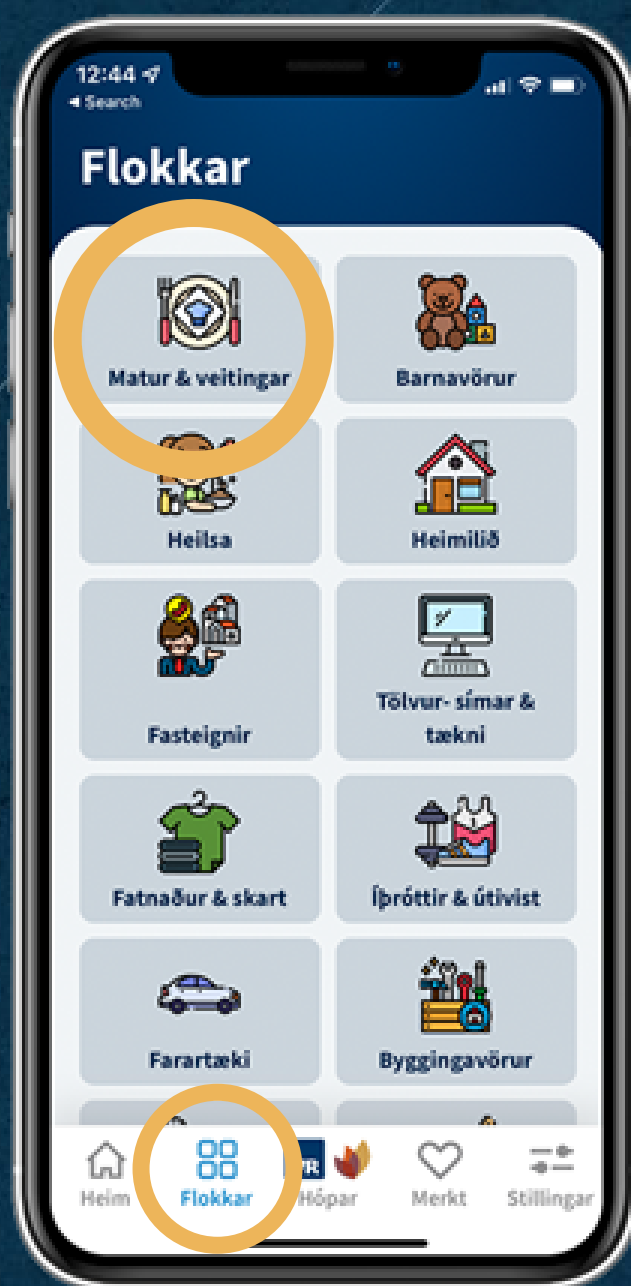 12:44
Search
Flokkar
Matur & veitingar
Barnavörur
Heilsa
Heimilið
Fasteignir
Tölvur- símar &
tækni
Fatnaður & skart
Íþróttir & útivist
Farartæki
Byggingavörur
Heim
Flokkar
Hópar
Merkt
Stillingar